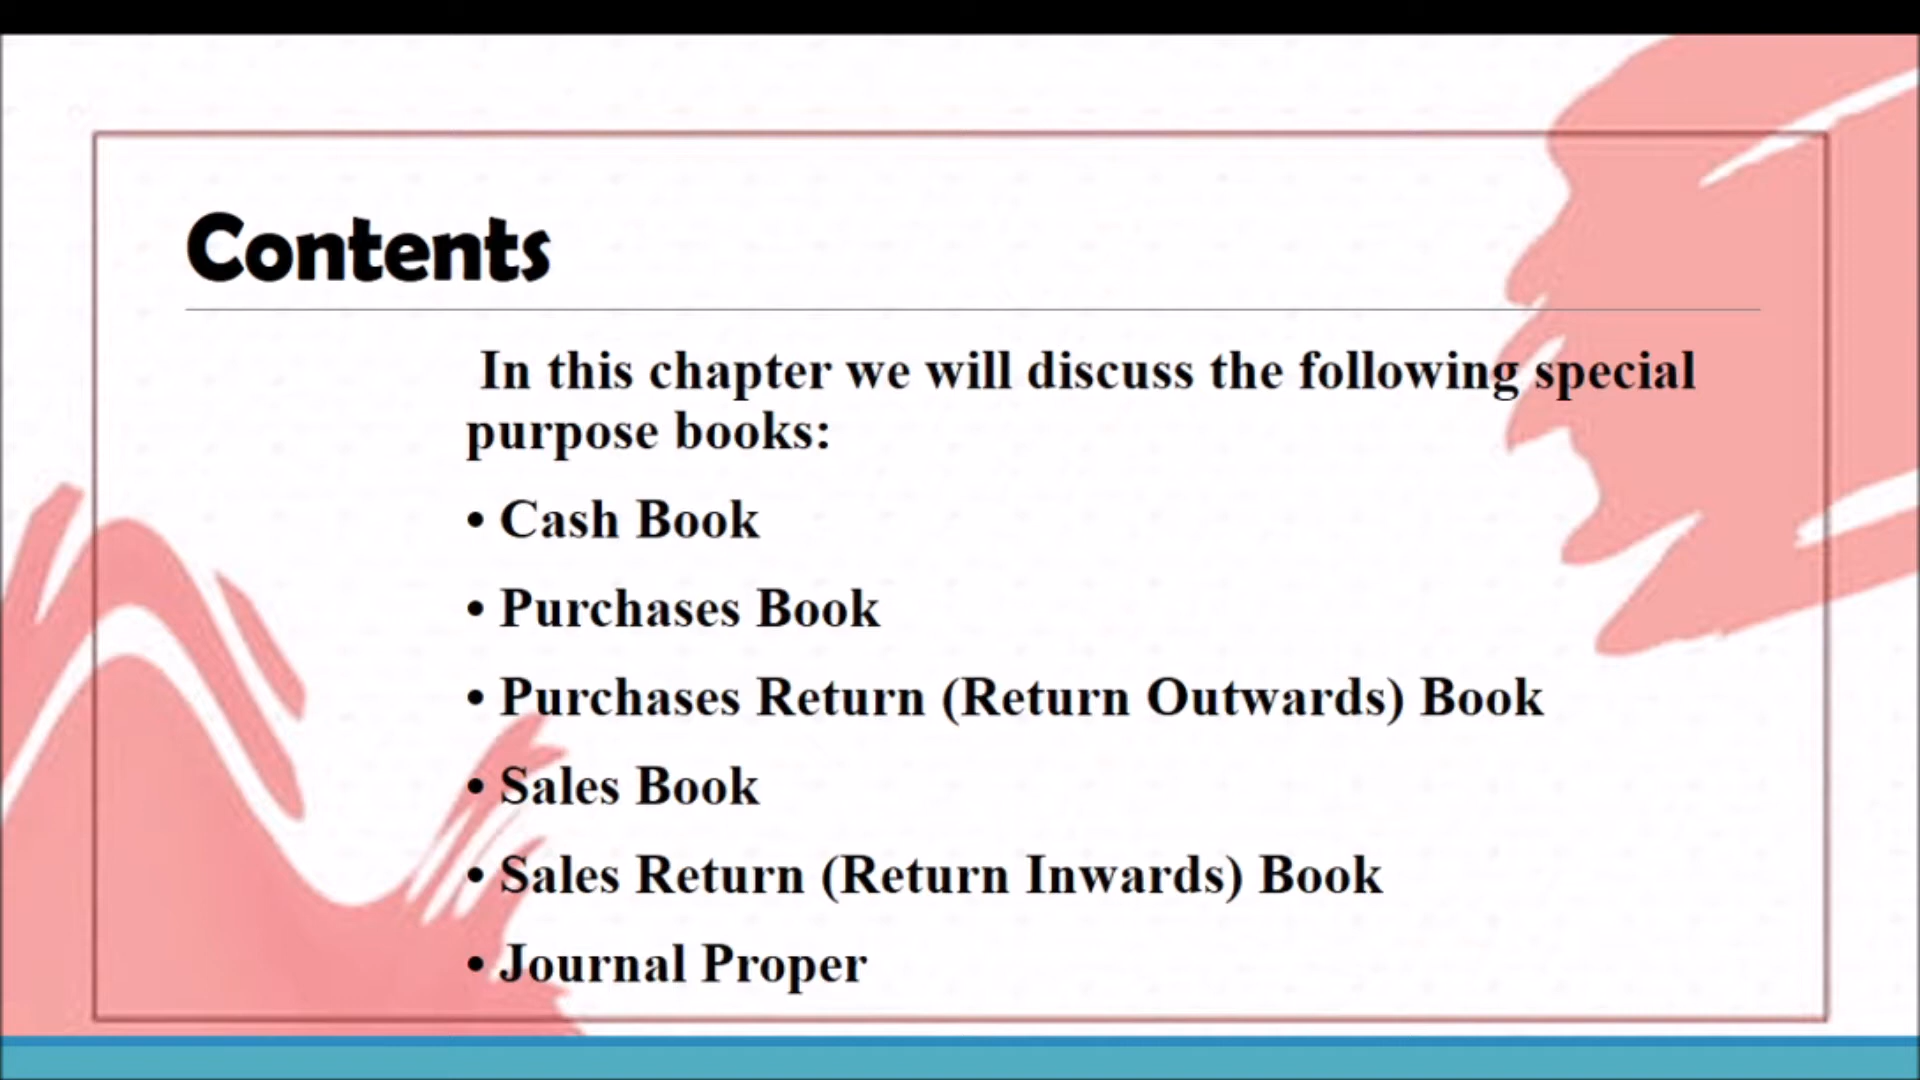 Contents
In this chapter we will discuss the following special
purpose books:
• Cash Book
• Purchases Book
• Purchases Return (Return Outwards) Book
• Sales Book
• Sales Return (Return Inwards) Book
• Journal Proper